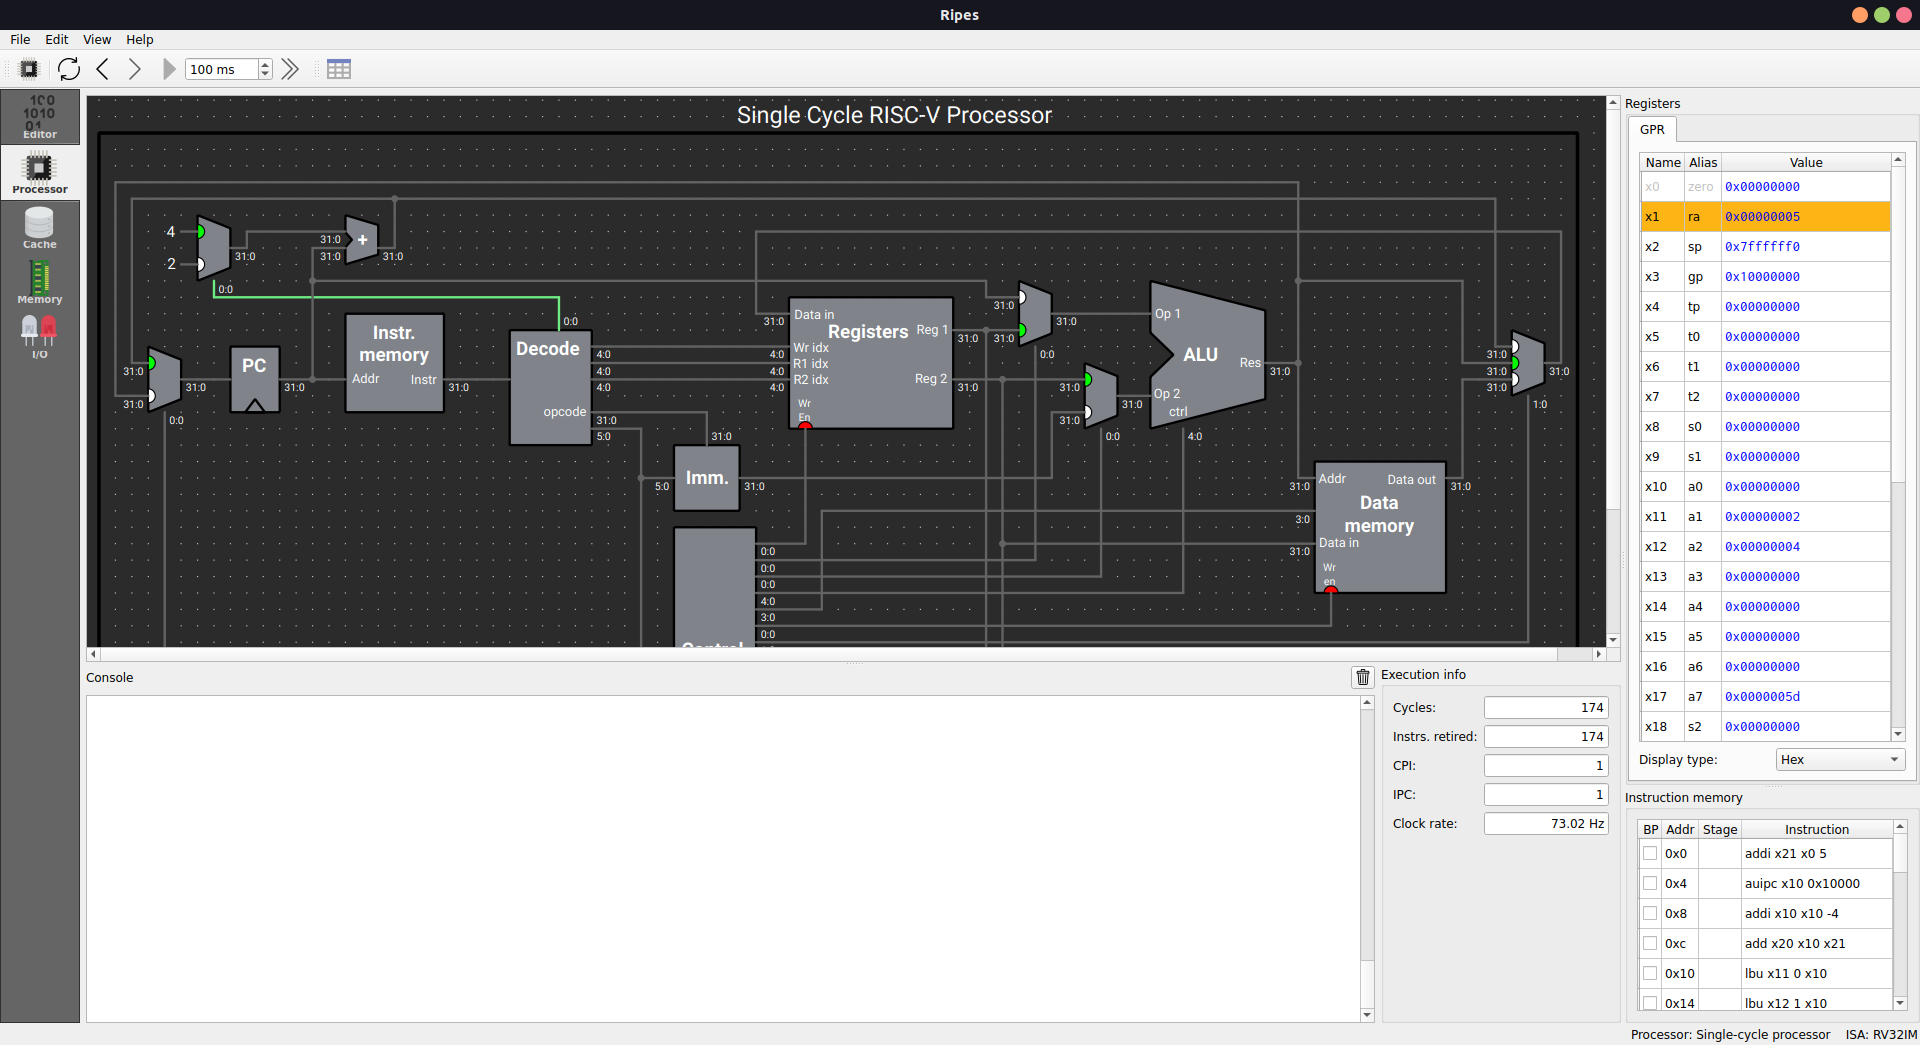 Ripes
File Edit View Help
100 ms
Editor
Processor
Cache
Memory
I/O
Single Cycle RISC-V Processor
4
2
31:0
31:0
31:0
31:0
0:0
0:0
31:0
31:0
31:0
0:0
PC
31:0
Instr. memory
Addr
Instr
31:0
Decode
opcode
4:0
4:0
4:0
31:0
5:0
Registers
Data in
Wr idx
R1 idx
R2 idx
Wr
En
Reg 1
Reg 2
31:0
4:0
4:0
4:0
31:0
31:0
31:0
31:0
31:0
0:0
31:0
31:0
31:0
0:0
ALU
Op 1
Op 2
ctrl
Res
4:0
31:0
5:0
Imm.
31:0
31:0
Control
0:0
0:0
0:0
4:0
3:0
0:0
Data memory
Addr
Data out
Data in
Wr
en
31:0
3:0
31:0
31:0
31:0
31:0
31:0
31:0
1:0
Console
Execution info
Cycles: 174
Instrs. retired: 174
CPI: 1
IPC: 1
Clock rate: 73.02 Hz
Registers
GPR
Name Alias Value
x0 zero 0x00000000
x1 ra 0x00000005
x2 sp 0x7ffffff0
x3 gp 0x10000000
x4 tp 0x00000000
x5 t0 0x00000000
x6 t1 0x00000000
x7 t2 0x00000000
x8 s0 0x00000000
x9 s1 0x00000000
x10 a0 0x00000000
x11 a1 0x00000002
x12 a2 0x00000004
x13 a3 0x00000000
x14 a4 0x00000000
x15 a5 0x00000000
x16 a6 0x00000000
x17 a7 0x0000005d
x18 s2 0x00000000
Display type: Hex
Instruction memory
BP Addr Stage Instruction
0x0 addi x21 x0 5
0x4 auipc x10 0x10000
0x8 addi x10 x10 -4
0xc add x20 x10 x21
0x10 lbu x11 0 x10
0x14 lbu x12 1 x10
Processor: Single-cycle processor ISA: RV32IM